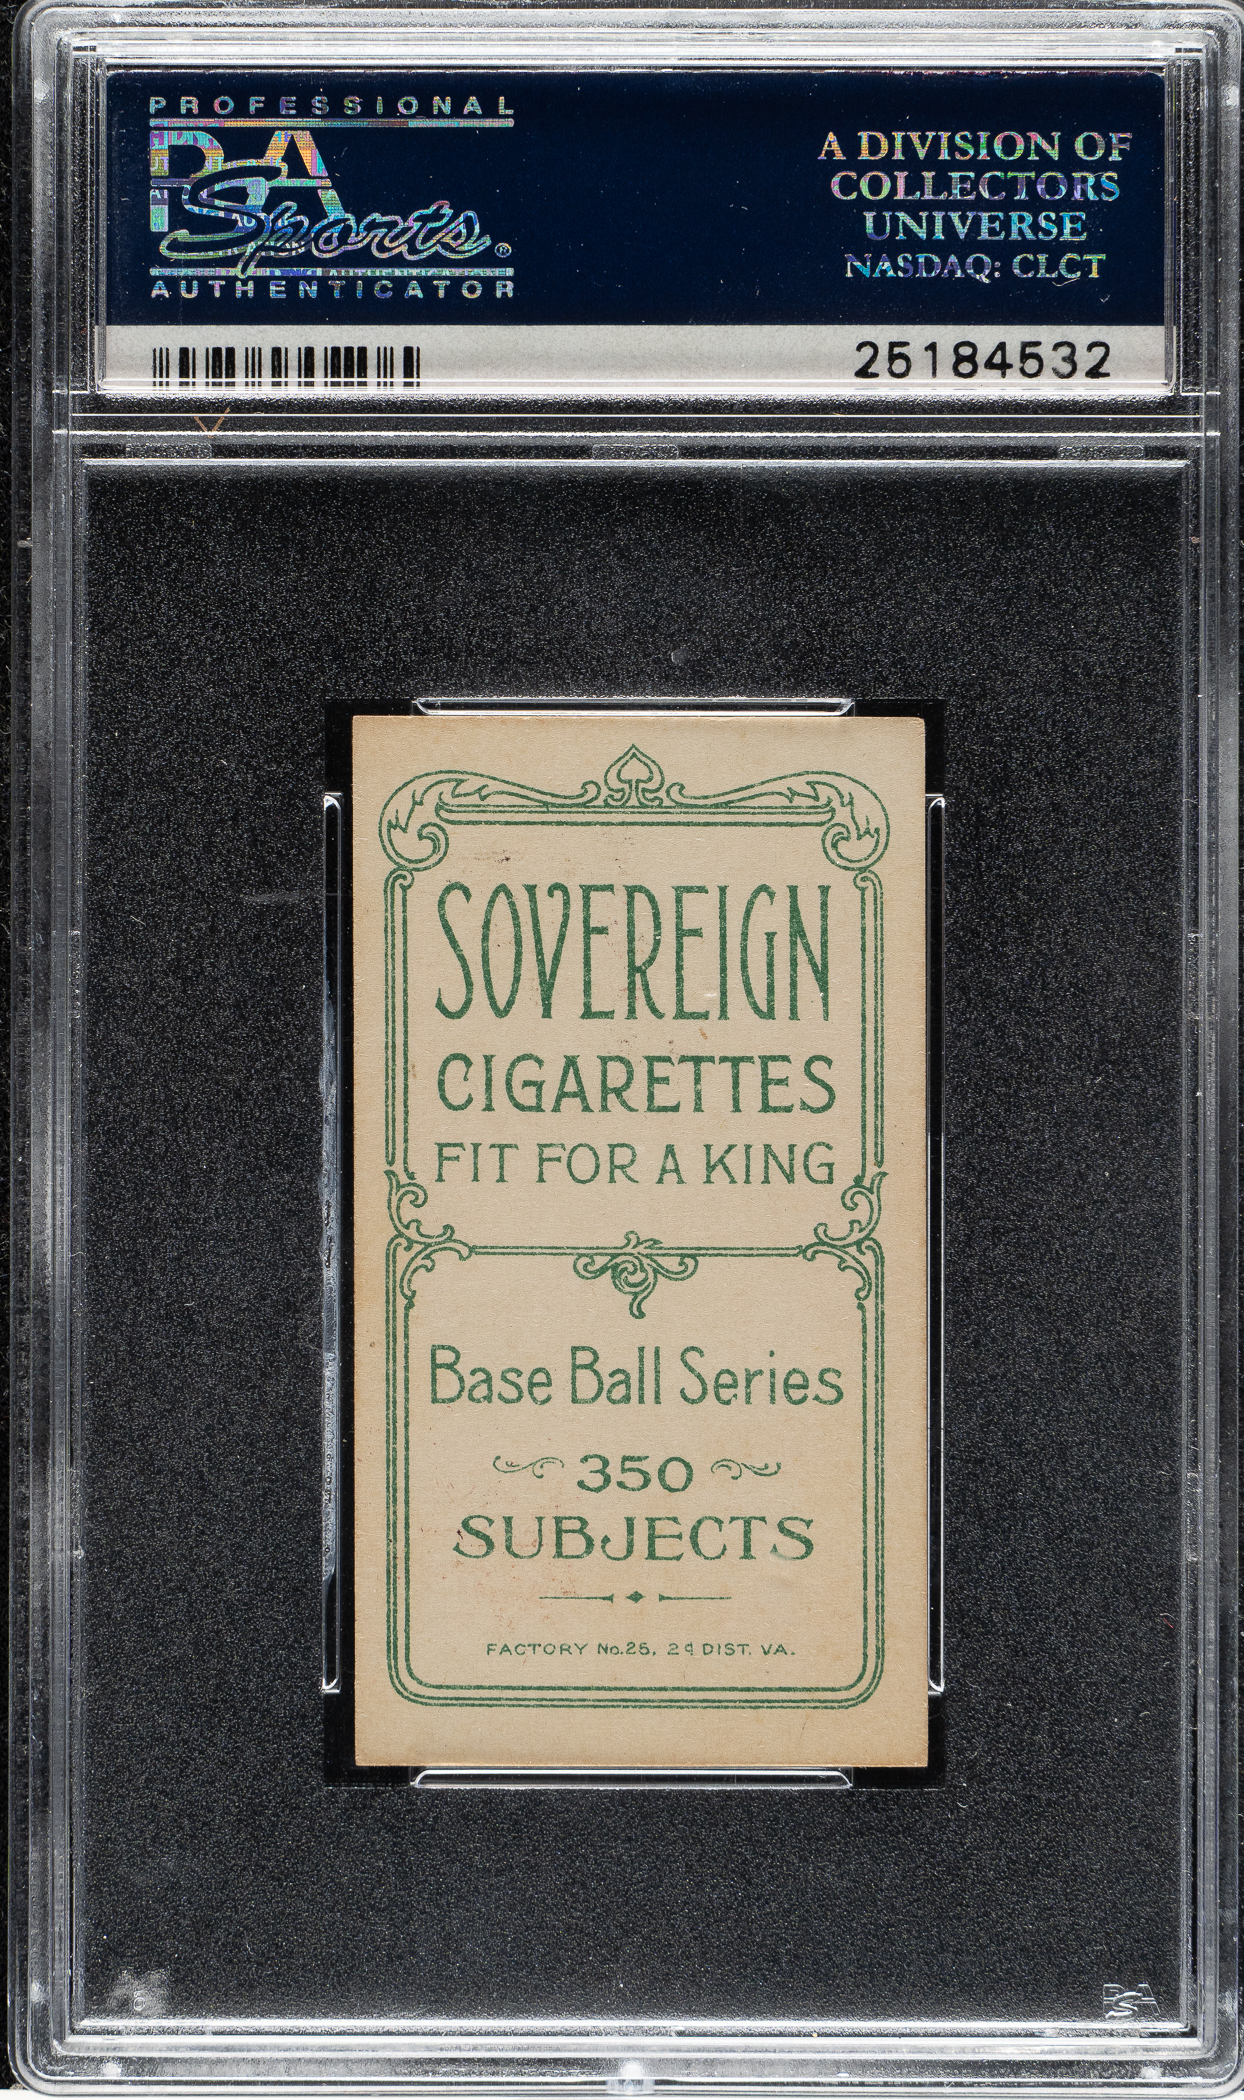 PROFESSIONAL
PSA
Sports®
AUTHENTICATOR
A DIVISION OF
COLLECTORS
UNIVERSE
NASDAQ: CLCT
25184532
SOVEREIGN
CIGARETTES
FIT FOR A KING
Base Ball Series
350
SUBJECTS
FACTORY No. 25, 2d DIST. VA.
PSA